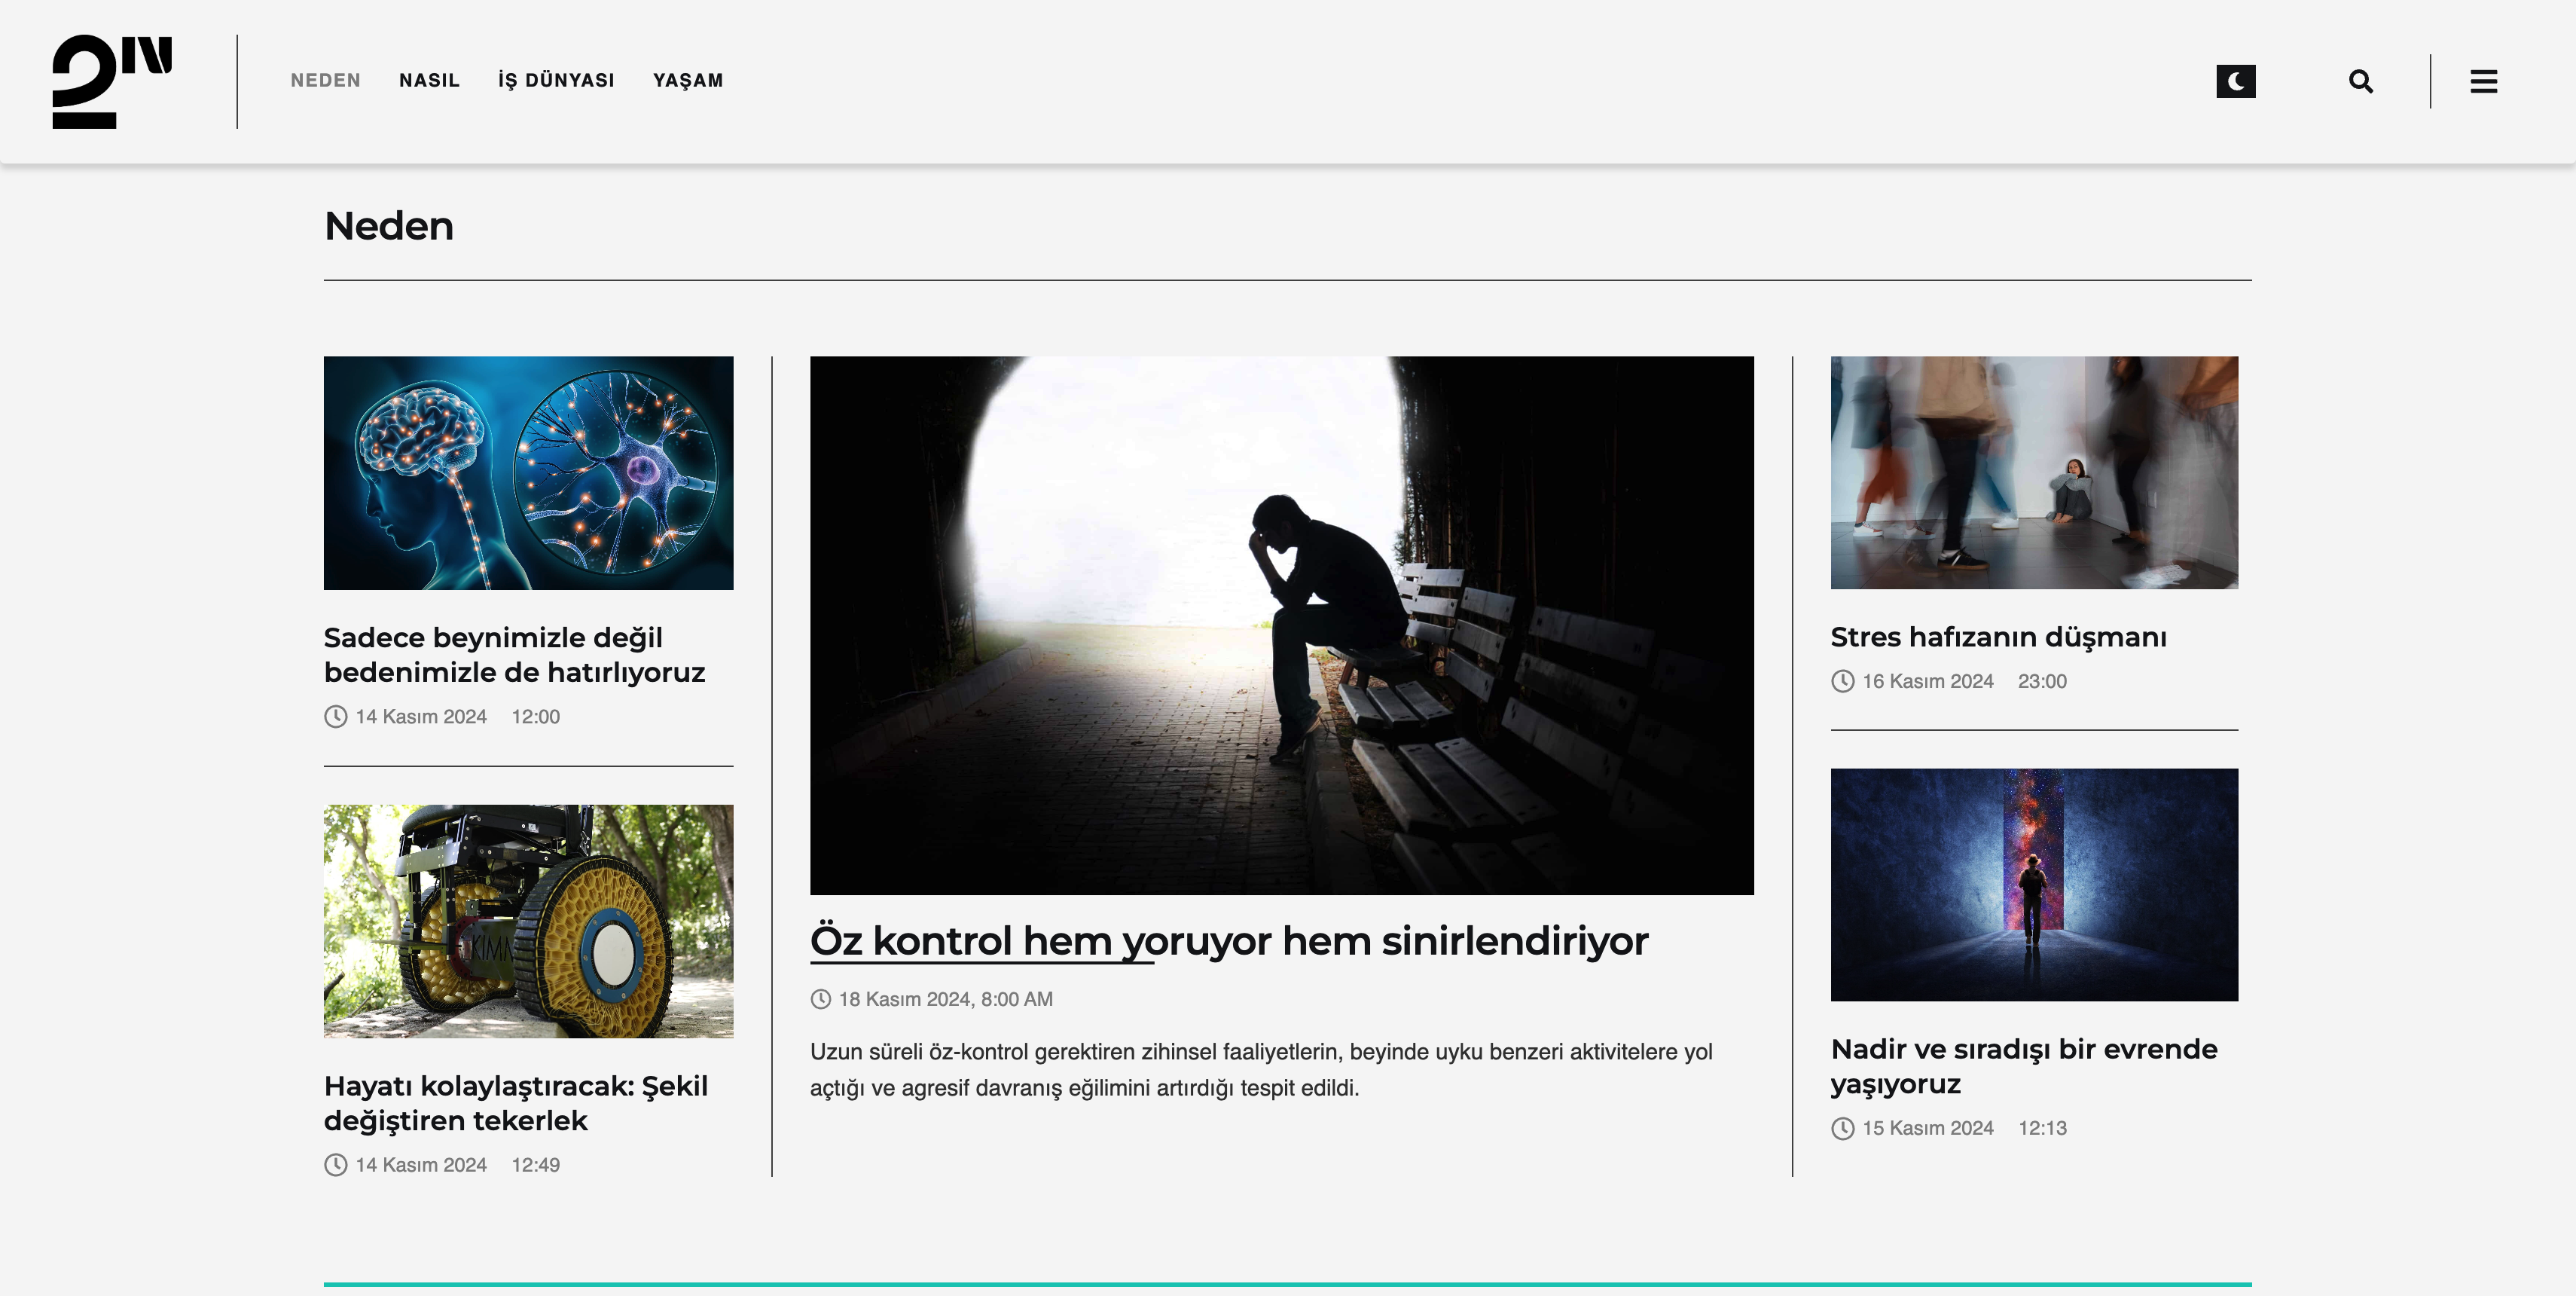 2N
NEDEN
NASIL
İŞ DÜNYASI
YAŞAM
Neden
Sadece beynimizle değil
bedenimizle de hatırlıyoruz
14 Kasım 2024 12:00
KIMM
Hayatı kolaylaştıracak: Şekil
değiştiren tekerlek
14 Kasım 2024 12:49
Öz kontrol hem yoruyor hem sinirlendiriyor
18 Kasım 2024, 8:00 AM
Uzun süreli öz-kontrol gerektiren zihinsel faaliyetlerin, beyinde uyku benzeri aktivitelere yol
açtığı ve agresif davranış eğilimini artırdığı tespit edildi.
Stres hafızanın düşmanı
16 Kasım 2024 23:00
Nadir ve sıradışı bir evrende
yaşıyoruz
15 Kasım 2024 12:13